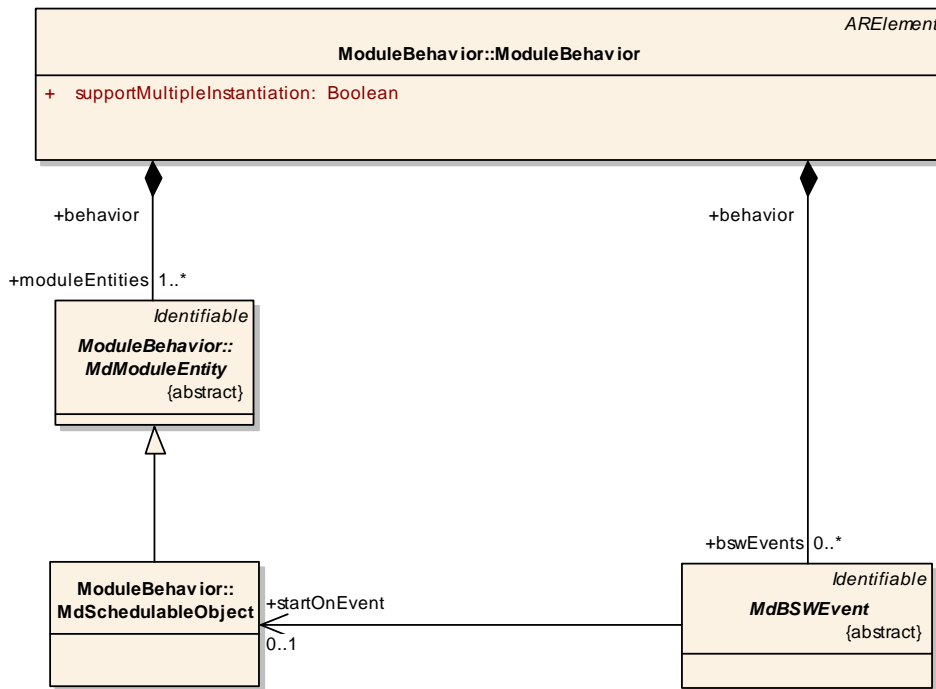 ARElement
ModuleBehavior::ModuleBehavior
+ supportMultipleInstantiation: Boolean
+behavior
+behavior
+moduleEntities 1..*
Identifiable
ModuleBehavior::
MdModuleEntity
{abstract}
+bswEvents 0..*
ModuleBehavior::
MdSchedulableObject
+startOnEvent
0..1
Identifiable
MdBSWEvent
{abstract}